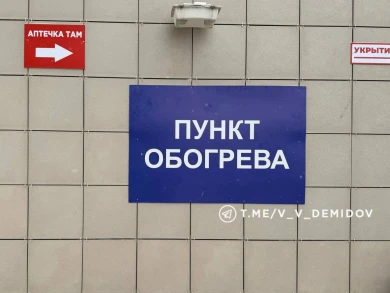 АПТЕЧКА ТАМ
УКРЫТИ
ПУНКТ
ОБОГРЕВА
T.ME/V_V_DEMIDOV